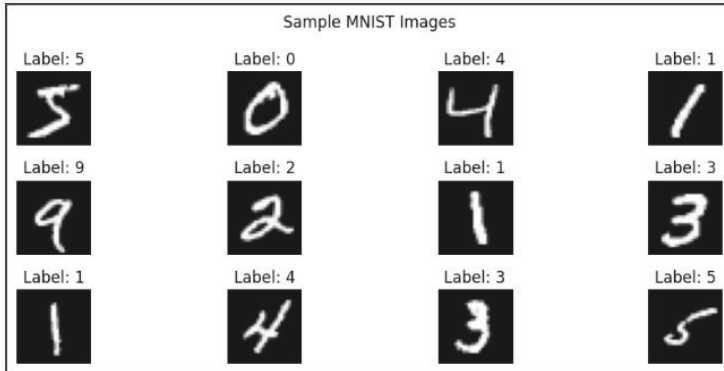 Sample MNIST Images
Label: 5 Label: 0 Label: 4 Label: 1
5 0 4 1
Label: 9 Label: 2 Label: 1 Label: 3
9 2 1 3
Label: 1 Label: 4 Label: 3 Label: 5
1 4 3 5